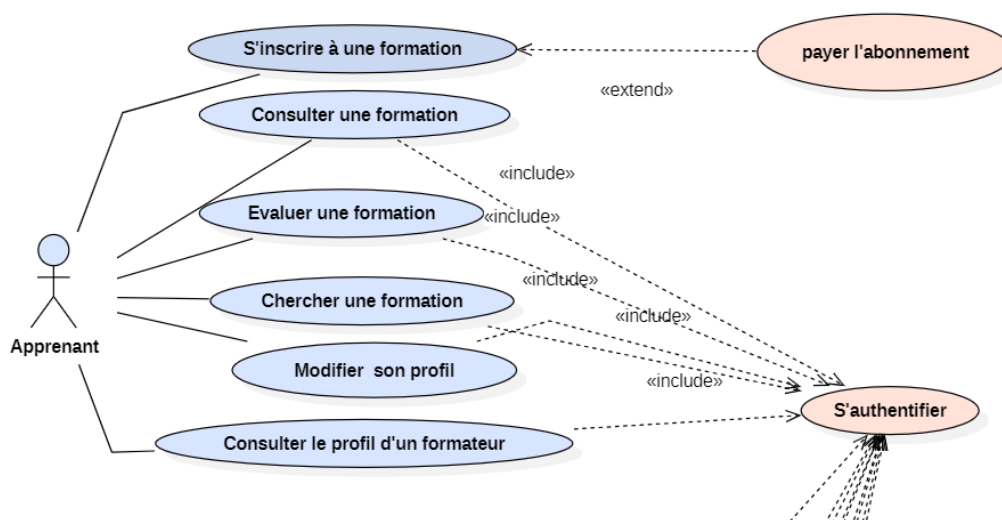 S'inscrire à une formation
payer l'abonnement
«extend»
Consulter une formation
«include»
Evaluer une formation
«include»
«include»
Chercher une formation
«include»
Apprenant
Modifier son profil
«include»
S'authentifier
Consulter le profil d'un formateur